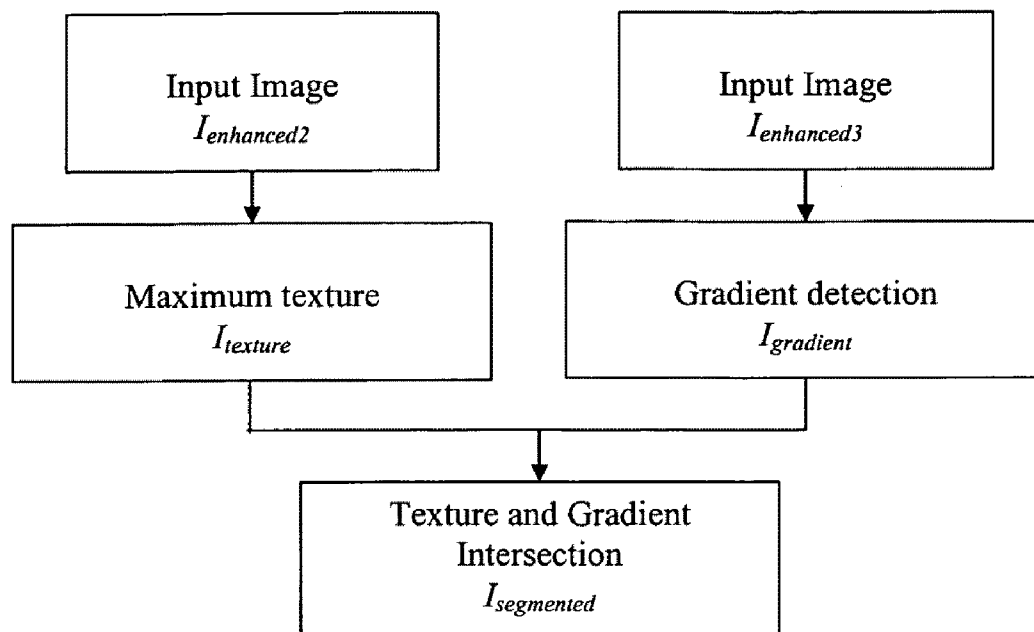 Input Image
I_enhanced2
Input Image
I_enhanced3
Maximum texture
I_texture
Gradient detection
I_gradient
Texture and Gradient
Intersection
I_segmented